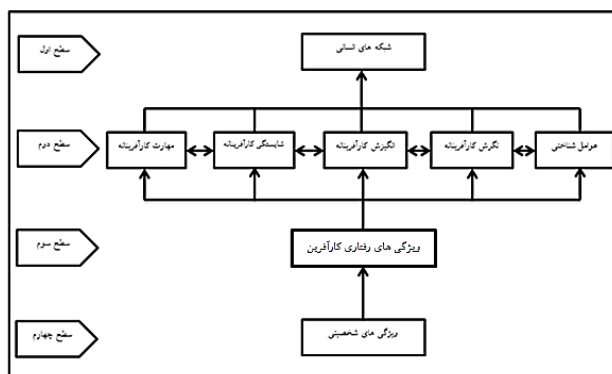 سطح اول
شبکه های انسانی
سطح دوم
عوامل شناختی
نگرش کارآفرینانه
انگیزش کارآفرینانه
شایستگی کارآفرینانه
مهارت کارآفرینانه
سطح سوم
ویژگی های رفتاری کارآفرین
سطح چهارم
ویژگی های شخصیتی